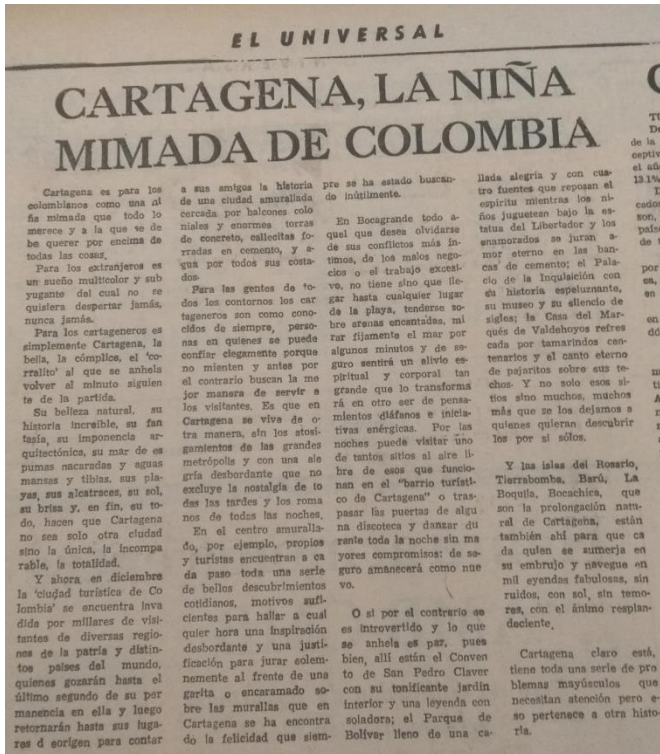 EL UNIVERSAL
CARTAGENA, LA NIÑA
MIMADA DE COLOMBIA
Cartagena es para los
colombianos como una al
ña mimada que todo lo
merece y a la que se de
be querer por encima de
todas las cosas.
Para los extranjeros es
un sueño multicolor y sub
yugante del cual no se
quisiera despertar jamás,
nunca jamás.
Para los cartageneros es
simplemente Cartagena, la
bella, la cómplice, el 'co-
rralito' al que se anhela
volver al minuto siguien
te de la partida.
Su belleza natural, su
historia increíble, su fan
tasía, su imponencia ar-
quitectónica, su mar de es
pumas nacaradas y aguas
mansas y tibias, sus pla-
yas, sus alcatraces, su sol,
su brisa y, en fin, su to-
do, hacen que Cartagena
no sea solo otra ciudad
sino la única, la incompa
rable, la totalidad.
Y ahora en diciembre
la 'ciudad turística de Co
lombia' se encuentra inva
dida por millares de visi-
tantes de diversas regio-
nes de la patria y distin-
tos países del mundo,
quienes gozarán hasta el
último segundo de su per
manencia en ella y luego
retornarán hasta sus luga-
res d eorigen para contar
a sus amigos la historia
de una ciudad amurallada
cercada por balcones colo
niales y enormes torras
de concreto, callecitas fo-
rradas en cemento, y a-
gua por todos sus costa-
dos.
Para las gentes de to-
dos los contornos los car
tageneros son como cono-
cidos de siempre, perso-
nas en quienes se puede
confiar ciegamente porque
no mienten y antes por
el contrario buscan la me
jor manera de servir a
los visitantes. Es que en
Cartagena se vive de o-
tra manera, sin los atosi-
gamientos de las grandes
metrópolis y con una ale
gría desbordante que no
excluye la nostalgia de to
das las tardes y los roma
nos de todas las noches.
En el centro amuralla-
do, por ejemplo, propios
y turistas encuentran a ca
da paso toda una serie
de bellos descubrimientos
cotidianos, motivos sufi-
cientes para hallar a cual
quier hora una inspiración
desbordante y una justi-
ficación para jurar solem-
nemente al frente de una
garita o encaramado so-
bre las murallas que en
Cartagena se ha encontra
do la felicidad que siem-
pre se ha estado buscan-
do inútilmente.
En Bocagrande todo a-
quel que desea olvidarse
de sus conflictos más ín-
timos, de los malos nego-
cios o el trabajo excesi-
vo, no tiene sino que lle-
gar hasta cualquier lugar
de la playa, tenderse so-
bre arenas encantadas, mi
rar fijamente el mar por
algunos minutos y de se-
guro sentirá un alivio es-
piritual y corporal tan
grande que lo transforma
rá en otro ser de pensa-
mientos diáfanos e inicia-
tivas enérgicas. Por las
noches puede visitar uno
de tantos sitios al aire li
bre de esos que funcio-
nan en el "barrio turísti-
co de Cartagena" o tras-
pasar las puertas de algu
na discoteca y danzar du
rante toda la noche sin ma
yores compromisos: de se-
guro amanecerá como nue
vo.
O si por el contrario se
es introvertido y lo que
se anhela es paz, pues
bien, allí están el Conven
to de San Pedro Claver
con su tonificante jardín
interior y una leyenda con
soladora; el Parque de
Bolívar lleno de una ca-
llada alegría y con cua-
tro fuentes que reposan el
espíritu mientras los ni-
ños juguetean bajo la es-
tatua del Libertador y los
enamorados se juran a-
mor eterno en las ban-
cas de cemento; el Pala-
cio de la Inquisición con
su historia espeluznante,
su museo y su silencio de
siglos; la Casa del Mar-
qués de Valdehoyos refres
cada por tamarindos cen-
tenarios y el canto eterno
de pajaritos sobre sus te-
chos. Y no solo esos si-
tios sino muchos, muchos
más que se los dejamos a
quienes quieran descubrir
los por sí sólos.
Y las islas del Rosario,
Tierrabomba, Barú, La
Boquilla, Bocachica, que
son la prolongación natu-
ral de Cartagena, están
también ahí para que ca
da quien se sumerja en
su embrujo y navegue en
mil eyendas fabulosas, sin
ruidos, con sol, sin temo-
res, con el ánimo resplan-
deciente.
Cartagena claro está,
tiene toda una serie de pro
blemas mayúsculos que
necesitan atención pero e-
so pertenece a otra histo-
ria.
de la
ceptiv
el añ
13.1%
cado
son,
país
de
por
en
en